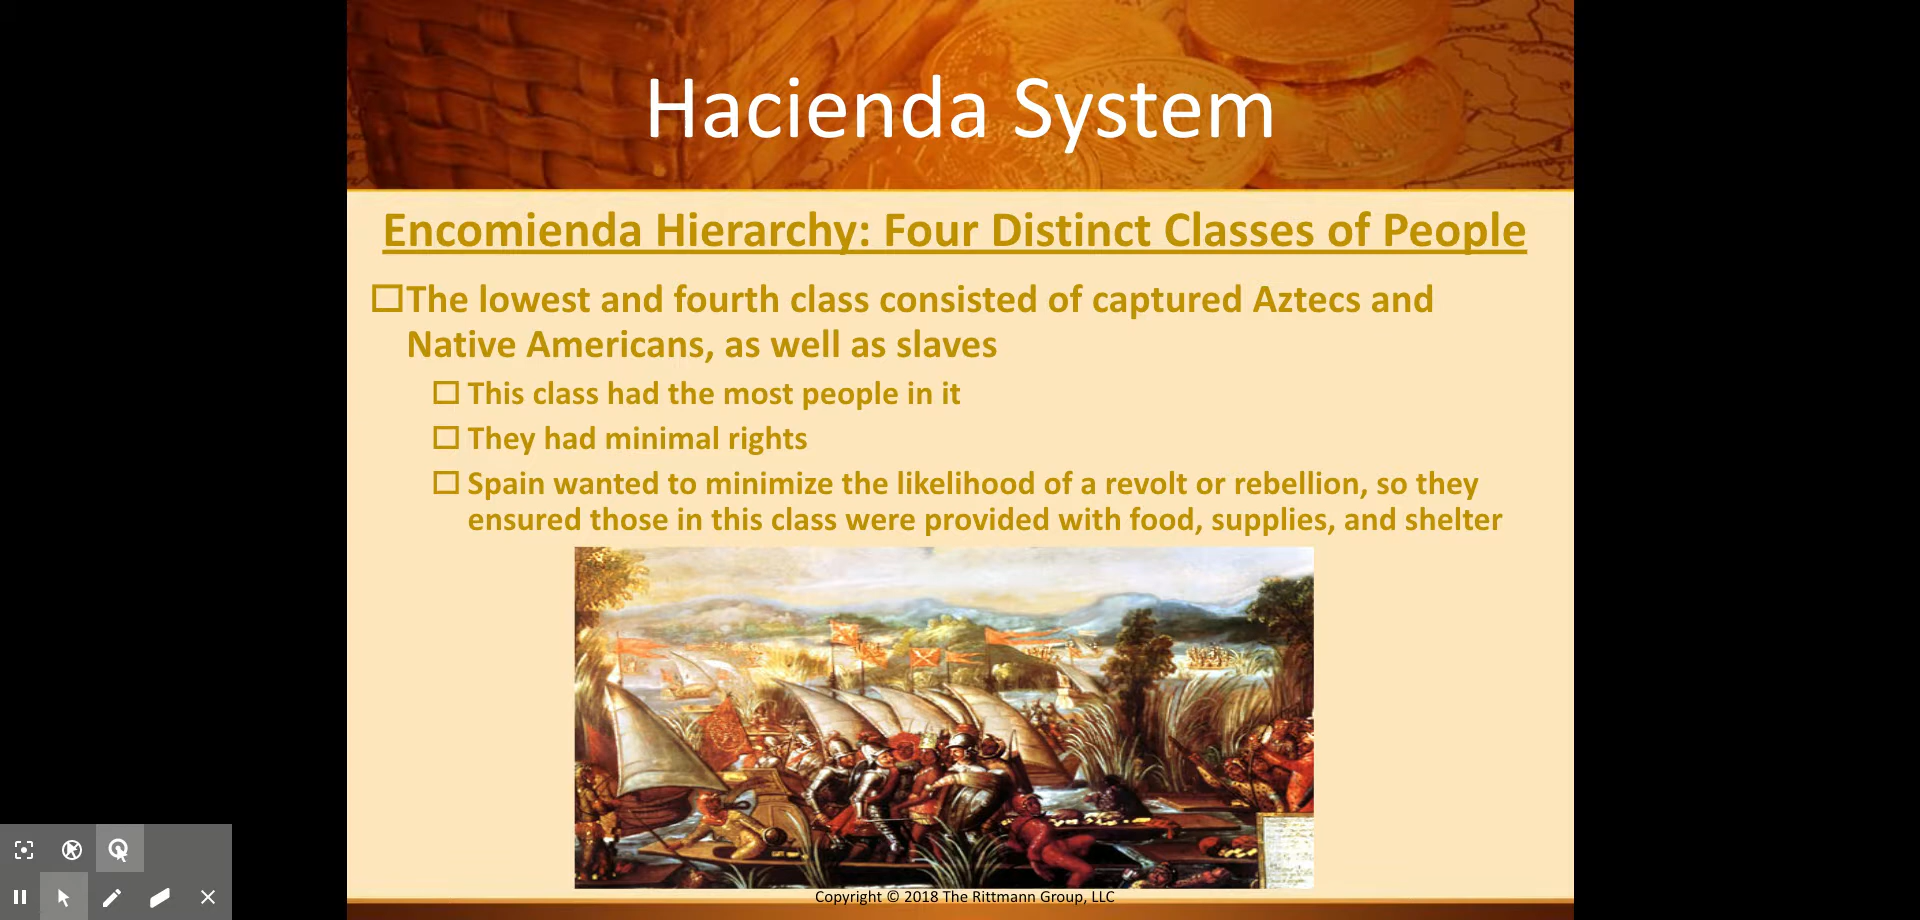 Hacienda System
Encomienda Hierarchy: Four Distinct Classes of People
The lowest and fourth class consisted of captured Aztecs and
Native Americans, as well as slaves
This class had the most people in it
They had minimal rights
Spain wanted to minimize the likelihood of a revolt or rebellion, so they
ensured those in this class were provided with food, supplies, and shelter
Copyright © 2018 The Rittmann Group, LLC